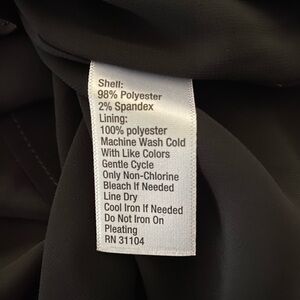 Shell:
98% Polyester
2% Spandex
Lining:
100% polyester
Machine Wash Cold
With Like Colors
Gentle Cycle
Only Non-Chlorine
Bleach If Needed
Line Dry
Cool Iron If Needed
Do Not Iron On
Pleating
RN 31104